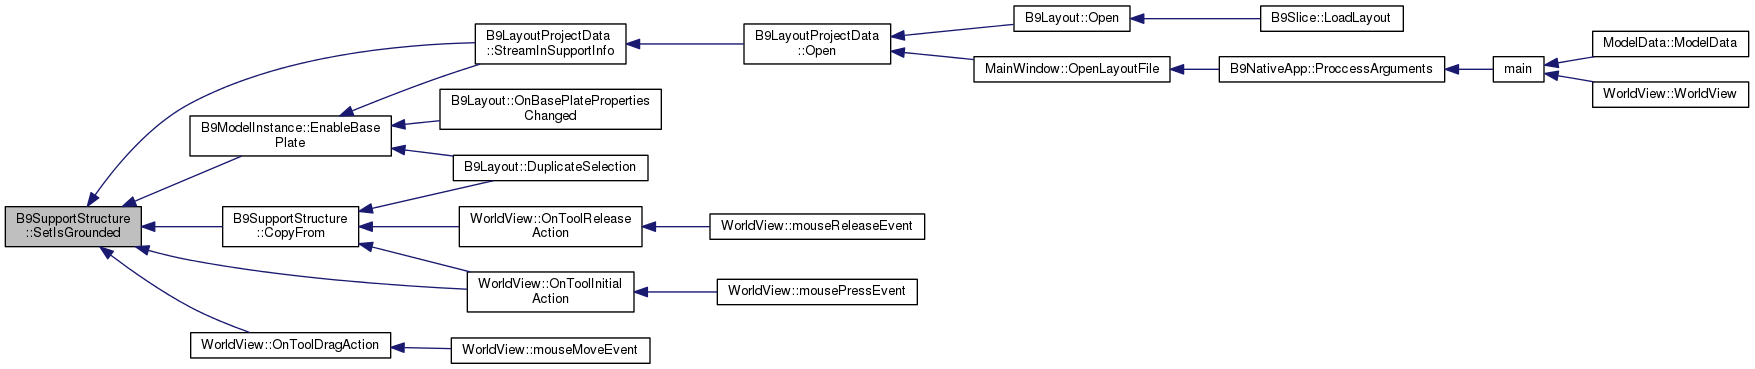 B9SupportStructure
::SetIsGrounded
B9LayoutProjectData
::StreamInSupportInfo
B9ModelInstance::EnableBase
Plate
B9SupportStructure
::CopyFrom
WorldView::OnToolInitial
Action
WorldView::OnToolDragAction
B9LayoutProjectData
::Open
B9Layout::Open
MainWindow::OpenLayoutFile
B9Slice::LoadLayout
B9NativeApp::ProccessArguments
main
ModelData::ModelData
WorldView::WorldView
B9Layout::OnBasePlateProperties
Changed
B9Layout::DuplicateSelection
WorldView::OnToolRelease
Action
WorldView::mouseReleaseEvent
WorldView::mousePressEvent
WorldView::mouseMoveEvent